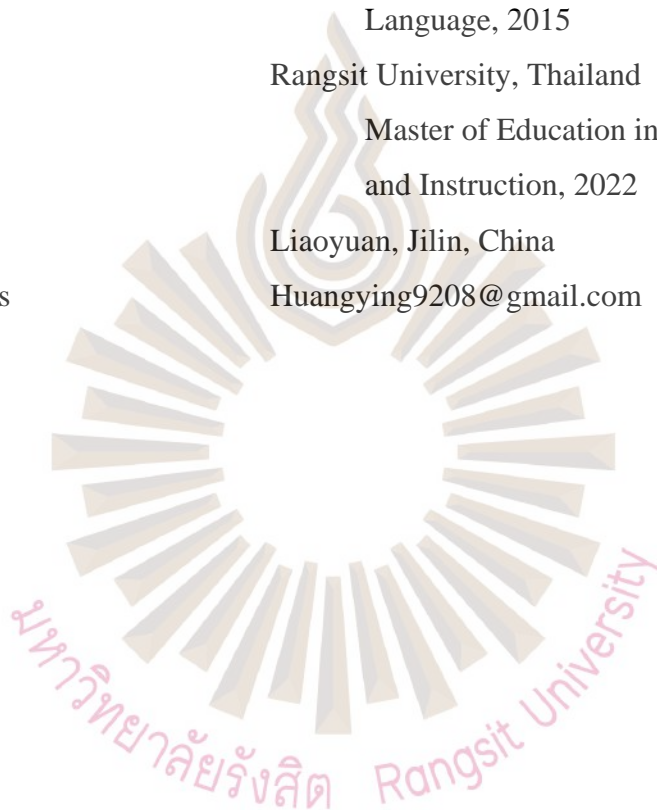 Language, 2015
Rangsit University, Thailand
Master of Education in
and Instruction, 2022
Liaoyuan, Jilin, China
s
Huangying9208@gmail.com
มหาวิทยาลัยรังสิต Rangsit University